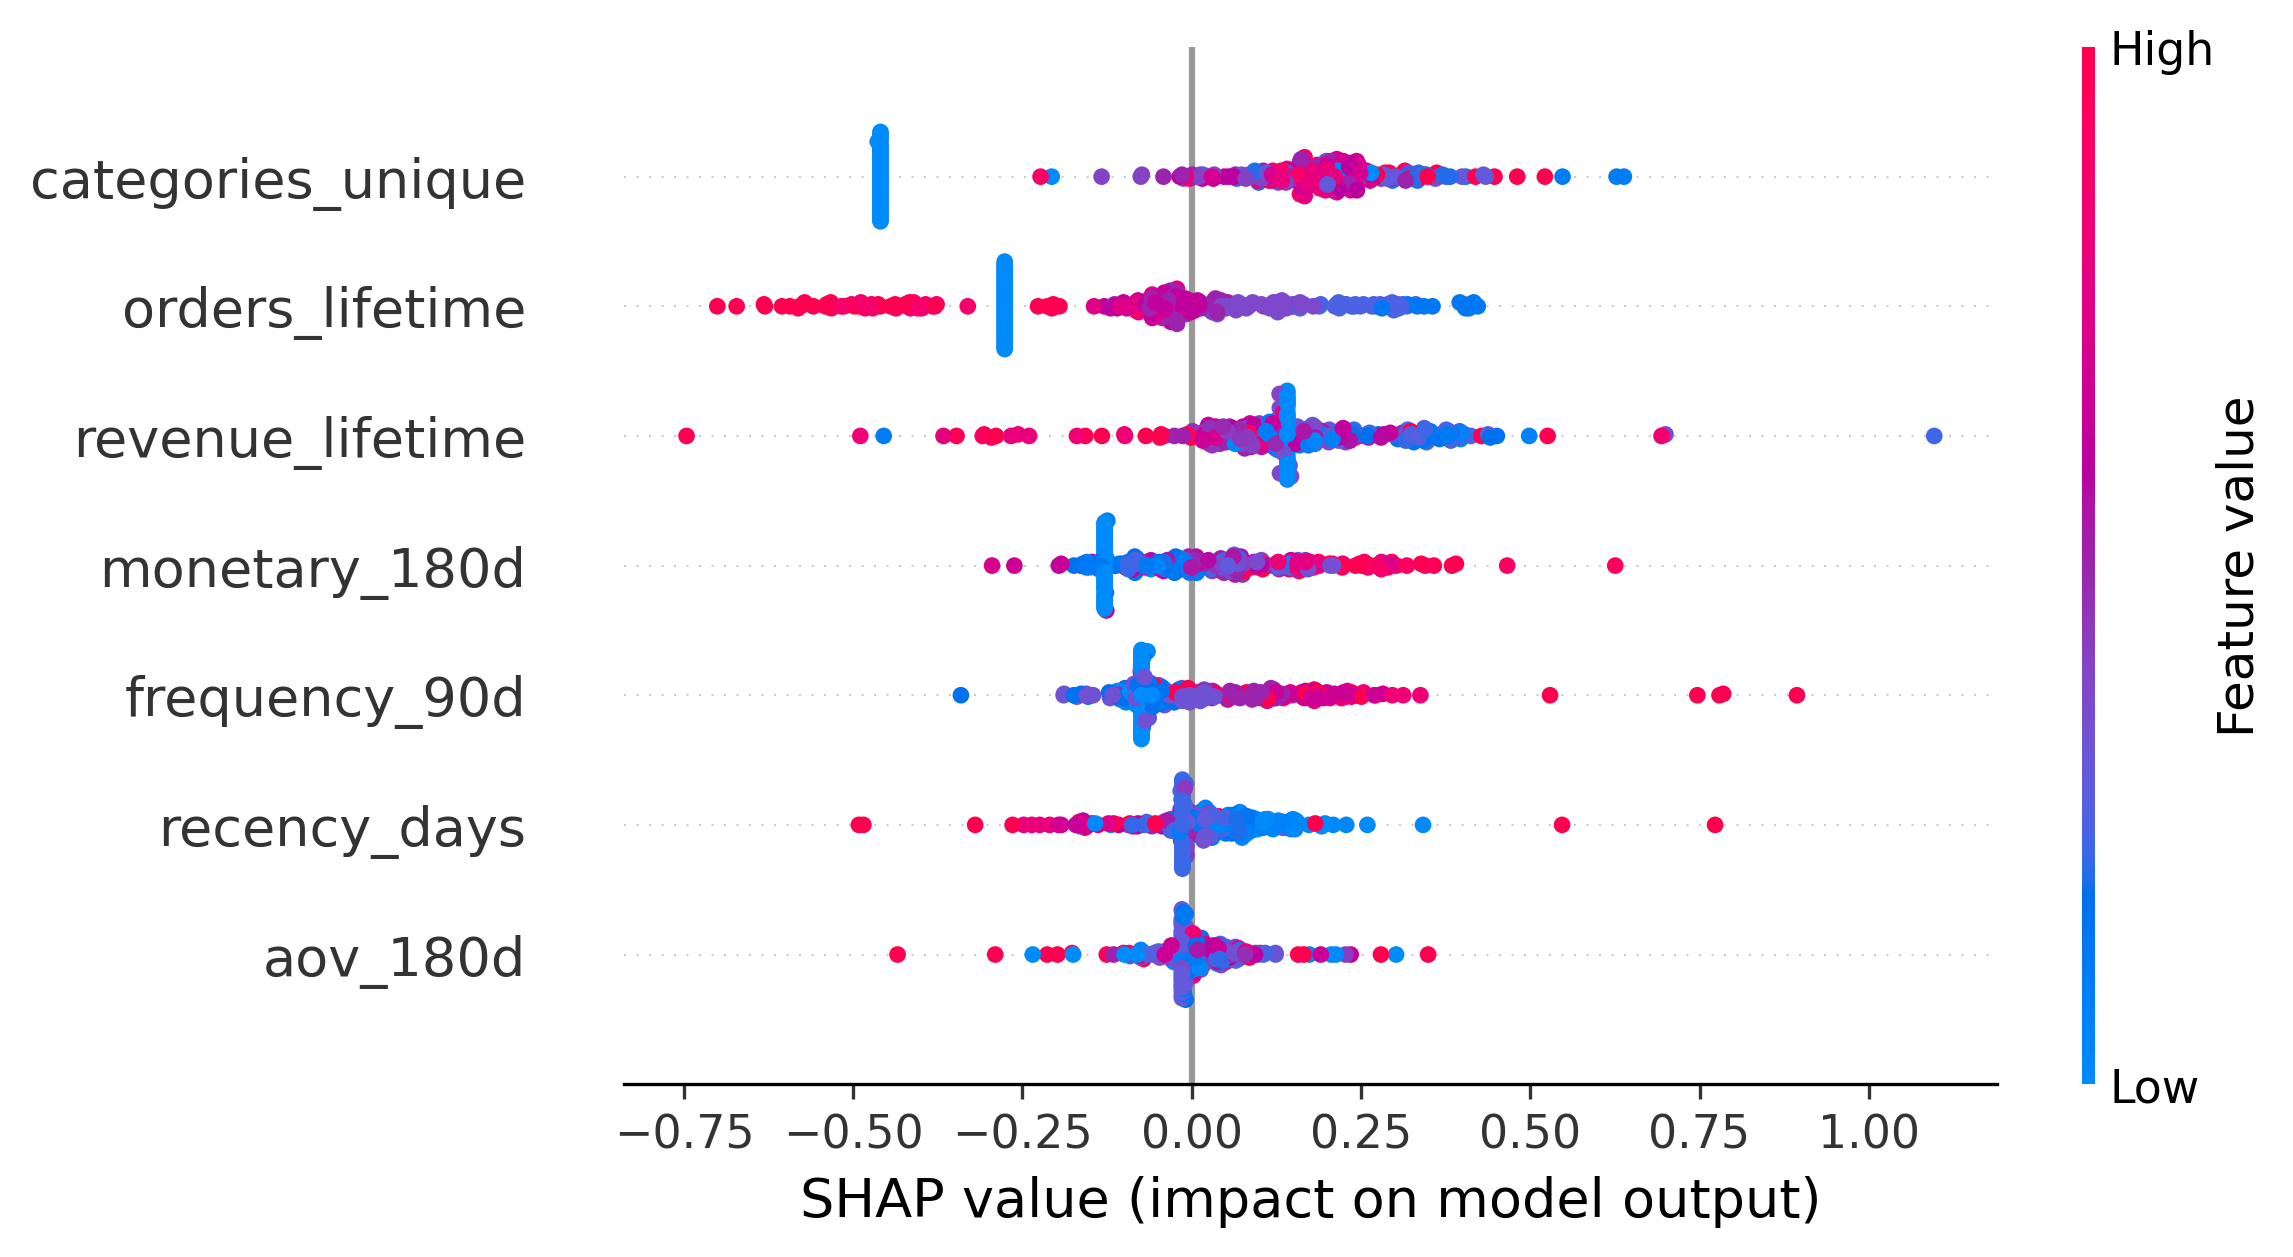 High
categories_unique
orders_lifetime
revenue_lifetime
monetary_180d
frequency_90d
recency_days
aov_180d
Feature value
Low
−0.75 −0.50 −0.25 0.00 0.25 0.50 0.75 1.00
SHAP value (impact on model output)